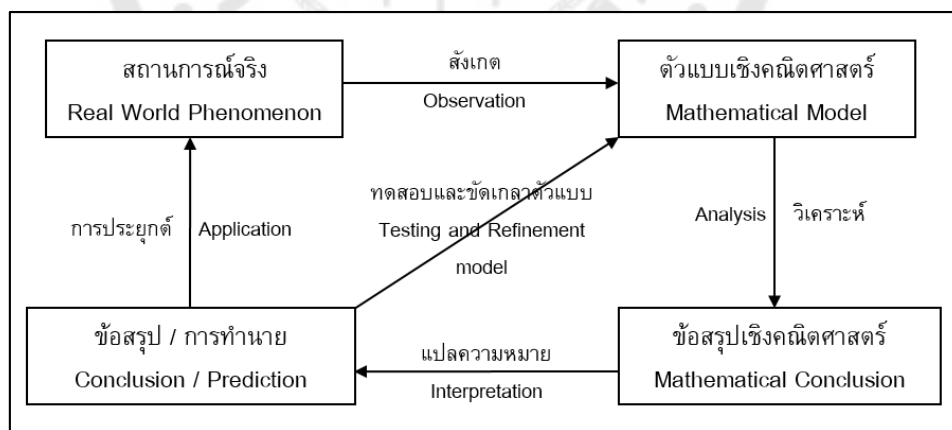 สถานการณ์จริง
Real World Phenomenon
สังเกต
Observation
ตัวแบบเชิงคณิตศาสตร์
Mathematical Model
การประยุกต์
Application
ทดสอบและขัดเกลาตัวแบบ
Testing and Refinement
model
Analysis
วิเคราะห์
ข้อสรุป / การทำนาย
Conclusion / Prediction
แปลความหมาย
Interpretation
ข้อสรุปเชิงคณิตศาสตร์
Mathematical Conclusion